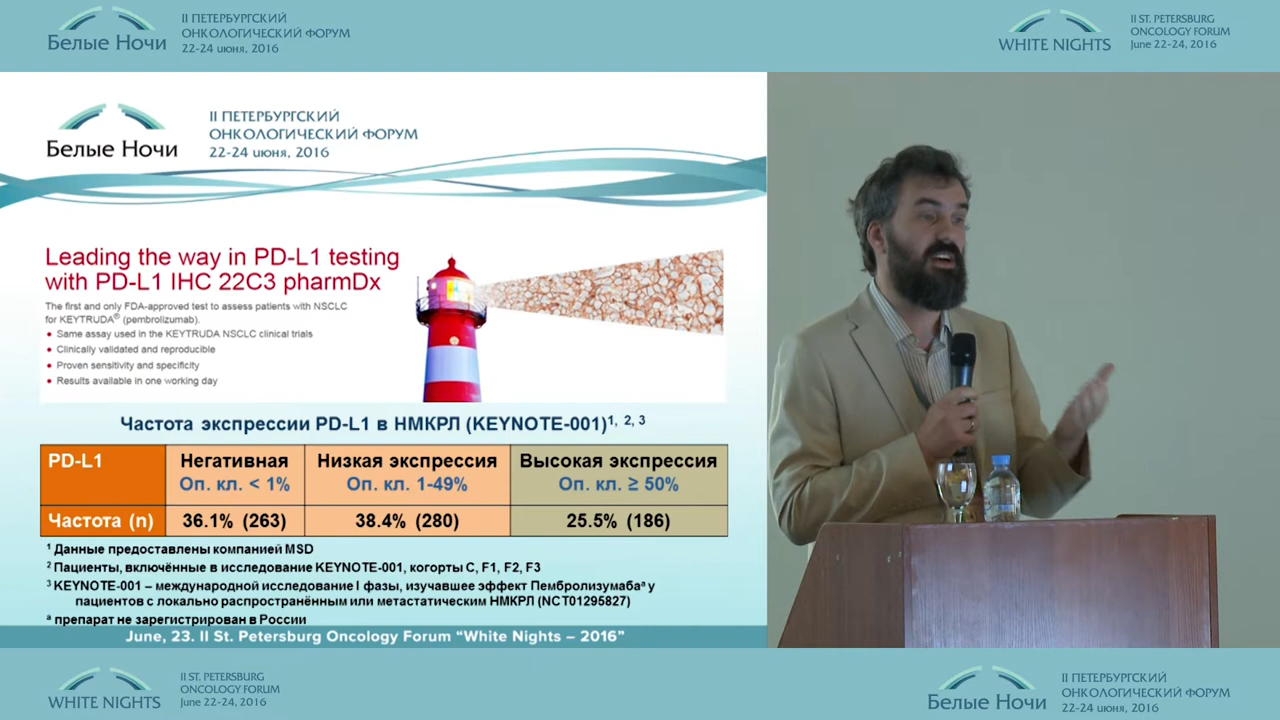 Белые Ночи
II ПЕТЕРБУРГСКИЙ
ОНКОЛОГИЧЕСКИЙ ФОРУМ
22-24 июня, 2016
WHITE NIGHTS
II ST. PETERSBURG
ONCOLOGY FORUM
June 22-24, 2016
Белые Ночи
II ПЕТЕРБУРГСКИЙ
ОНКОЛОГИЧЕСКИЙ ФОРУМ
22-24 июня, 2016
Leading the way in PD-L1 testing
with PD-L1 IHC 22C3 pharmDx
The first and only FDA-approved test to assess patients with NSCLC
for KEYTRUDA® (pembrolizumab).
• Same assay used in the KEYTRUDA NSCLC clinical trials
• Clinically validated and reproducible
• Proven sensitivity and specificity
• Results available in one working day
Частота экспрессии PD-L1 в НМКРЛ (KEYNOTE-001)1, 2, 3
PD-L1 Негативная Низкая экспрессия Высокая экспрессия
Оп. кл. < 1% Оп. кл. 1-49% Оп. кл. ≥ 50%
Частота (n) 36.1% (263) 38.4% (280) 25.5% (186)
1 Данные предоставлены компанией MSD
2 Пациенты, включённые в исследование KEYNOTE-001, когорты C, F1, F2, F3
3 KEYNOTE-001 – международной исследование I фазы, изучавшее эффект Пембролизумабаa у
пациентов с локально распространённым или метастатическим НМКРЛ (NCT01295827)
a препарат не зарегистрирован в России
June, 23. II St. Petersburg Oncology Forum “White Nights – 2016”
WHITE NIGHTS
II ST. PETERSBURG
ONCOLOGY FORUM
June 22-24, 2016
Белые Ночи
II ПЕТЕРБУРГСКИЙ
ОНКОЛОГИЧЕСКИЙ ФОРУМ
22-24 июня, 2016